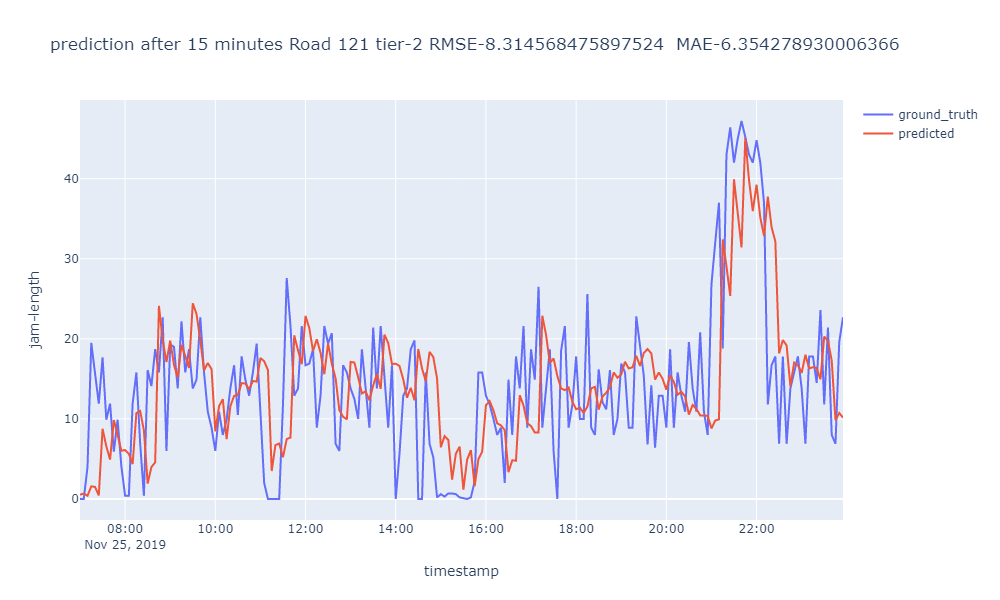 prediction after 15 minutes Road 121 tier-2 RMSE-8.314568475897524  MAE-6.354278930006366
ground_truth
predicted
jam-length
40
30
20
10
0
08:00 10:00 12:00 14:00 16:00 18:00 20:00 22:00
Nov 25, 2019
timestamp